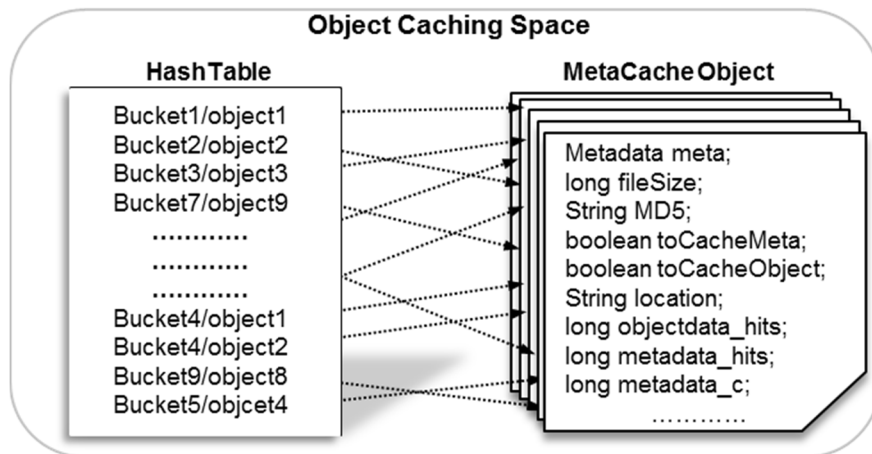 Object Caching Space
HashTable
Bucket1/object1
Bucket2/object2
Bucket3/object3
Bucket7/object9
............
............
............
Bucket4/object1
Bucket4/object2
Bucket9/object8
Bucket5/objcet4
MetaCacheObject
Metadata meta;
long fileSize;
String MD5;
boolean toCacheMeta;
boolean toCacheObject;
String location;
long objectdata_hits;
long metadata_hits;
long metadata_c;
............